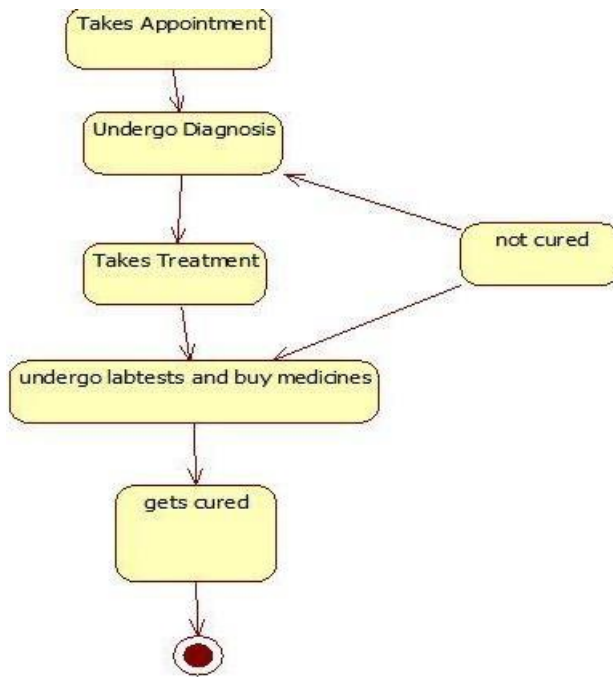 Takes Appointment
Undergo Diagnosis
not cured
Takes Treatment
undergo labtests and buy medicines
gets cured